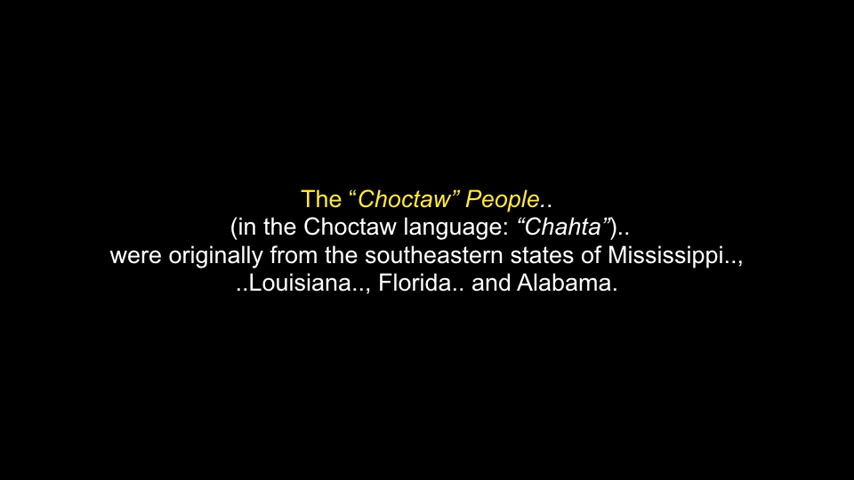 The “Choctaw” People..
(in the Choctaw language: “Chahta”)..
were originally from the southeastern states of Mississippi..,
..Louisiana.., Florida.. and Alabama.